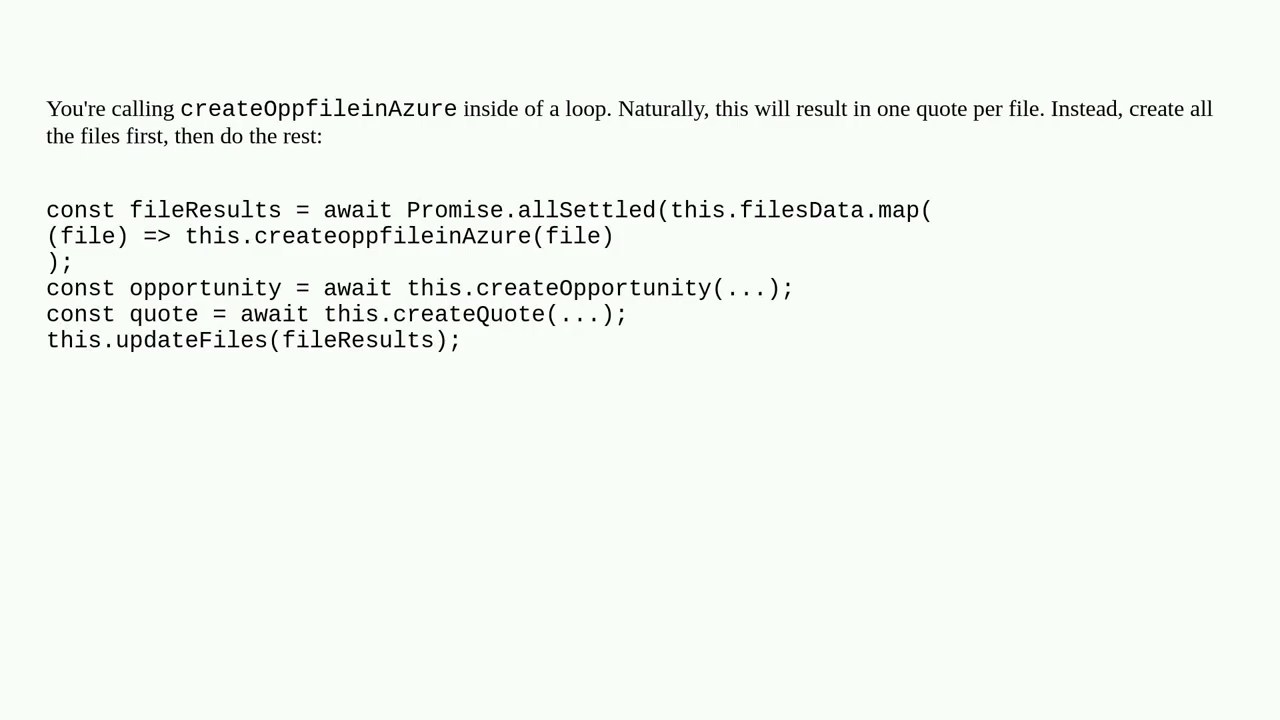 You're calling createOppfileinAzure inside of a loop. Naturally, this will result in one quote per file. Instead, create all
the files first, then do the rest:
const fileResults = await Promise.allSettled(this.filesData.map(
(file) => this.createoppfileinAzure(file)
);
const opportunity = await this.createOpportunity(...);
const quote = await this.createQuote(...);
this.updateFiles(fileResults);